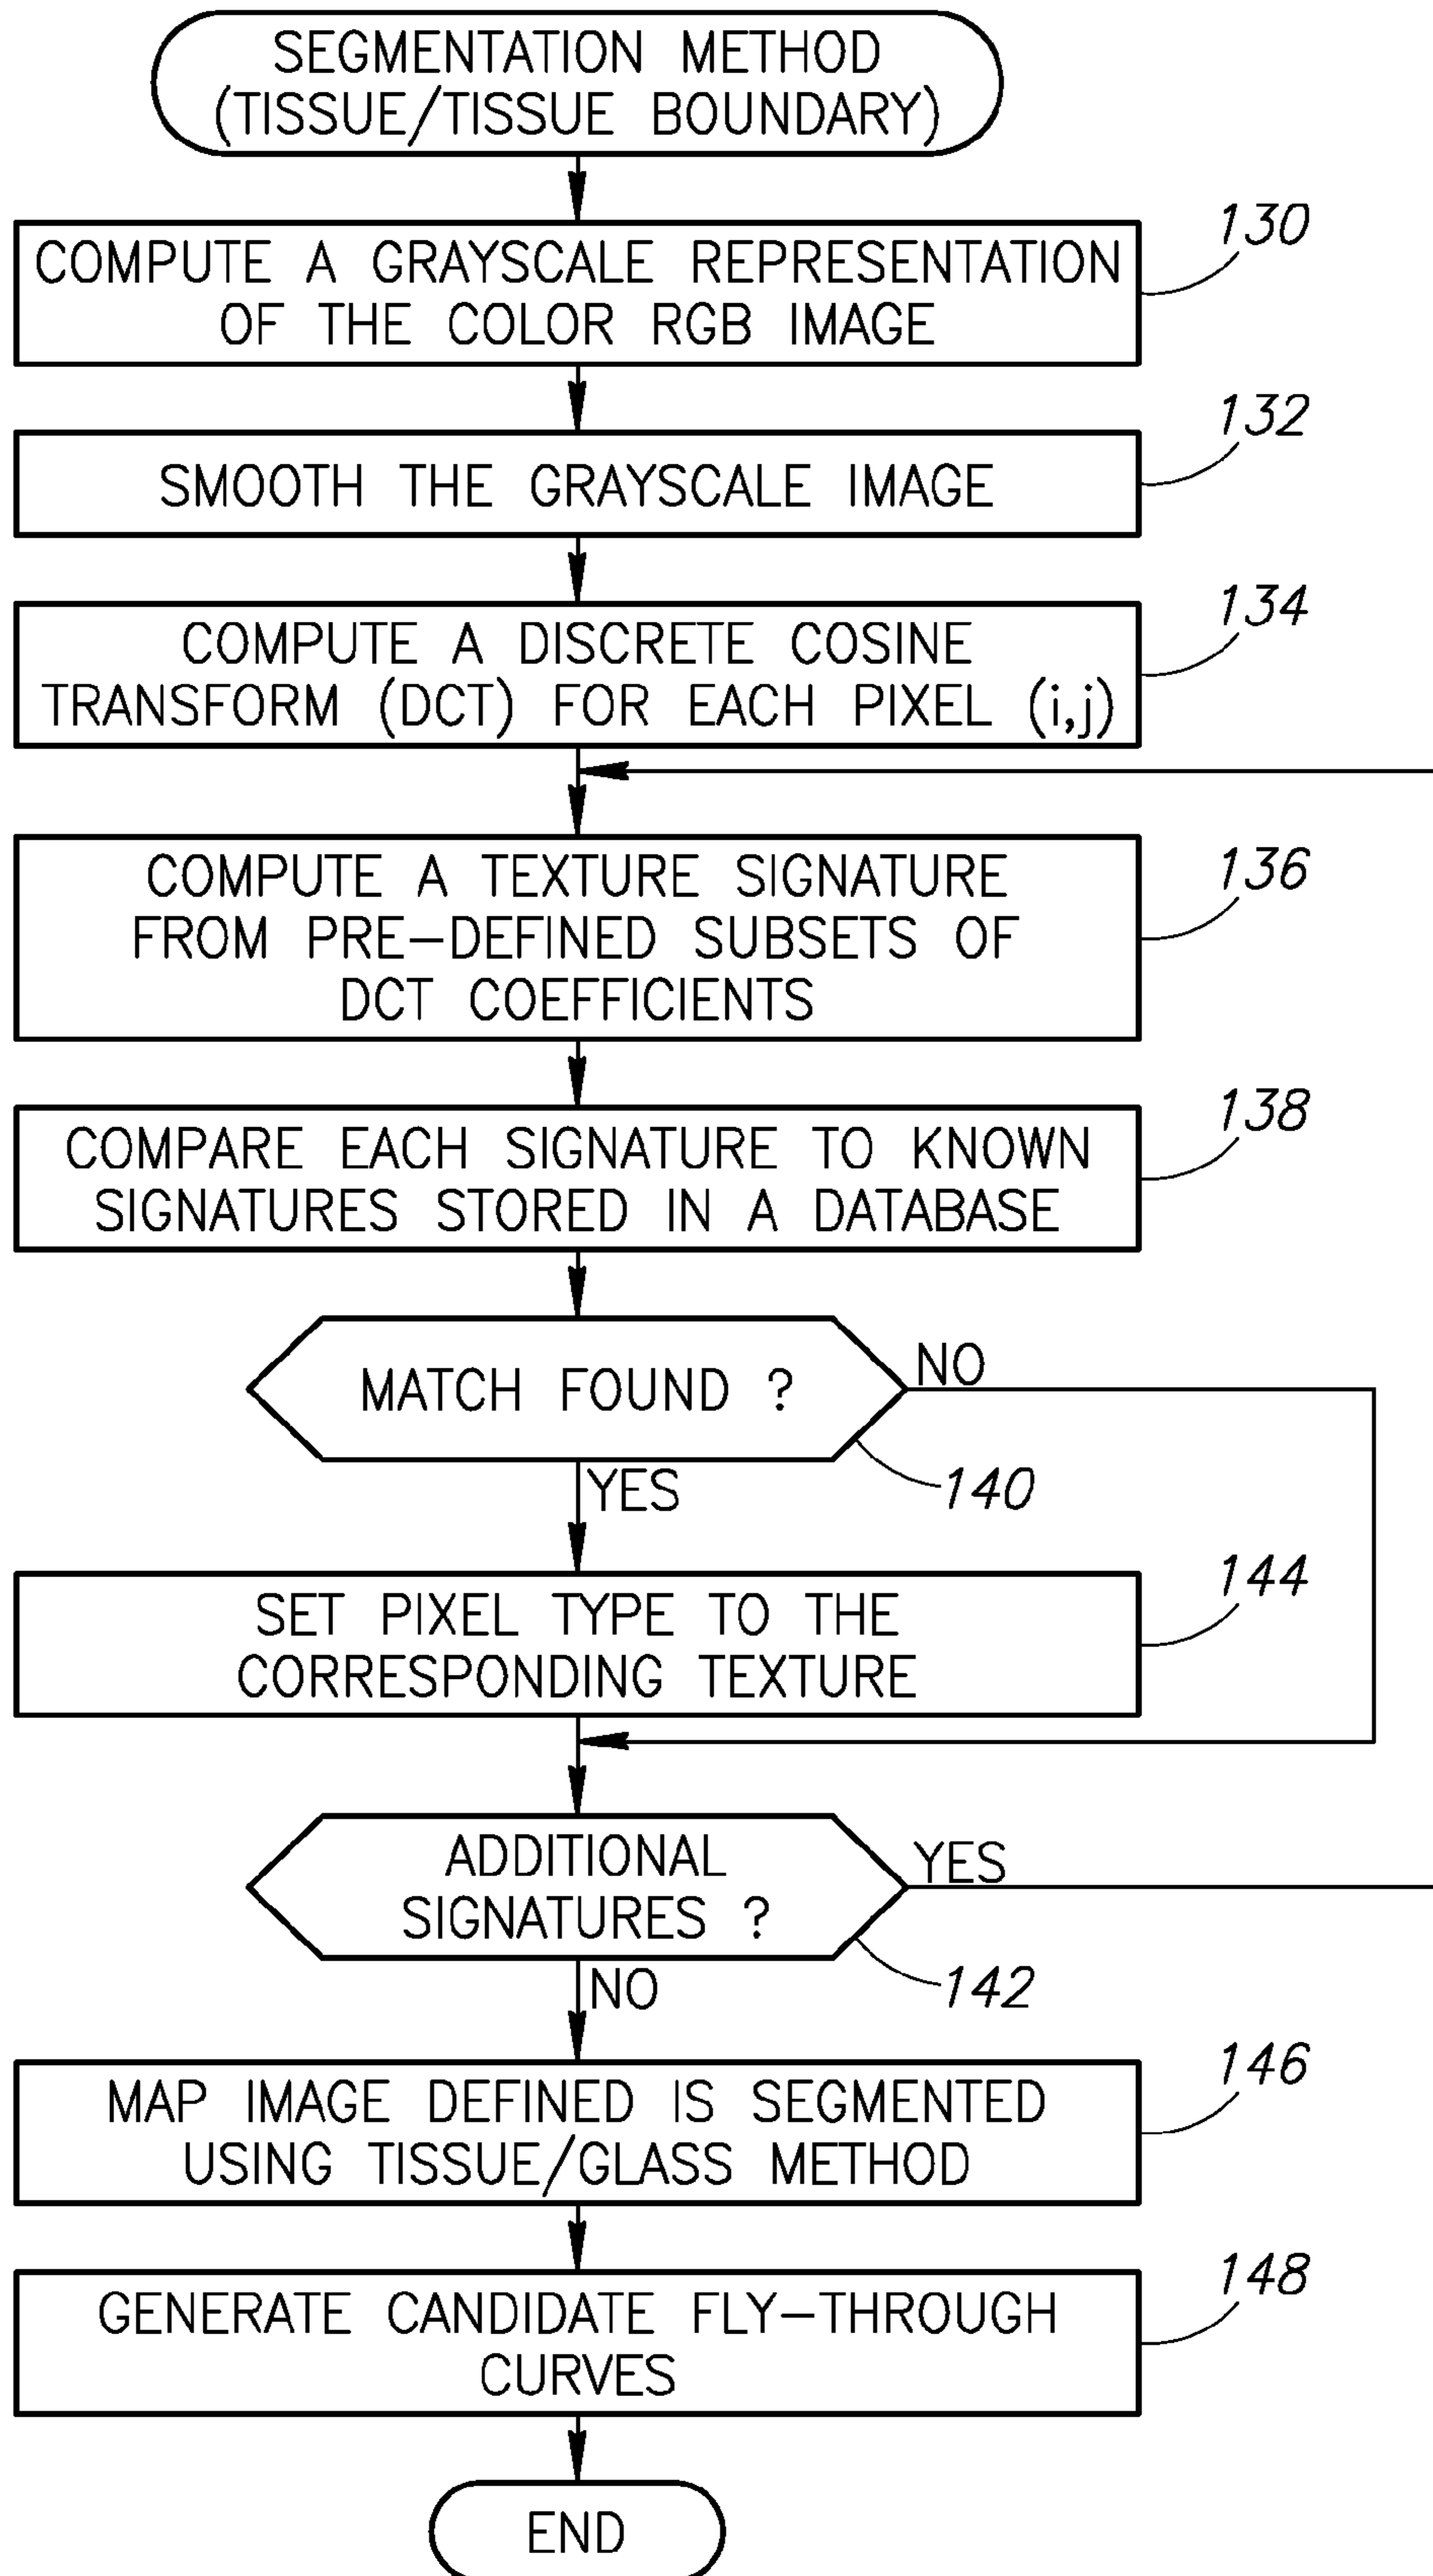 SEGMENTATION METHOD
(TISSUE/TISSUE BOUNDARY)
130
COMPUTE A GRAYSCALE REPRESENTATION
OF THE COLOR RGB IMAGE
132
SMOOTH THE GRAYSCALE IMAGE
134
COMPUTE A DISCRETE COSINE
TRANSFORM (DCT) FOR EACH PIXEL (i,j)
136
COMPUTE A TEXTURE SIGNATURE
FROM PRE-DEFINED SUBSETS OF
DCT COEFFICIENTS
138
COMPARE EACH SIGNATURE TO KNOWN
SIGNATURES STORED IN A DATABASE
MATCH FOUND ?
NO
140
YES
144
SET PIXEL TYPE TO THE
CORRESPONDING TEXTURE
ADDITIONAL
SIGNATURES ?
YES
142
NO
146
MAP IMAGE DEFINED IS SEGMENTED
USING TISSUE/GLASS METHOD
148
GENERATE CANDIDATE FLY-THROUGH
CURVES
END